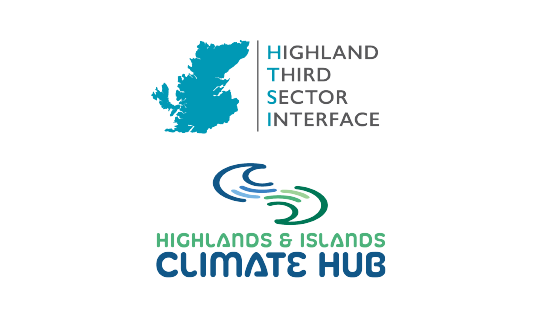 HIGHLAND
THIRD
SECTOR
INTERFACE
HIGHLANDS & ISLANDS
CLIMATE HUB